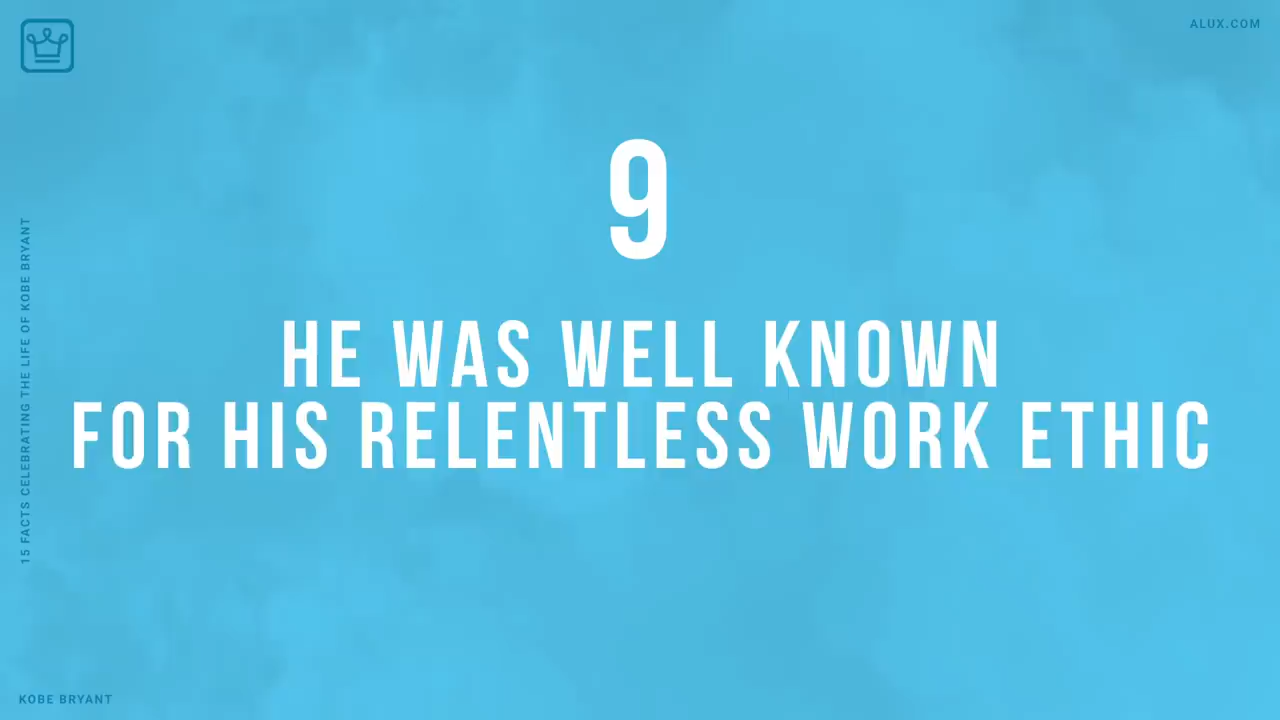 ALUX.COM
9
HE WAS WELL KNOWN
FOR HIS RELENTLESS WORK ETHIC
15 FACTS CELEBRATING THE LIFE OF KOBE BRYANT
KOBE BRYANT